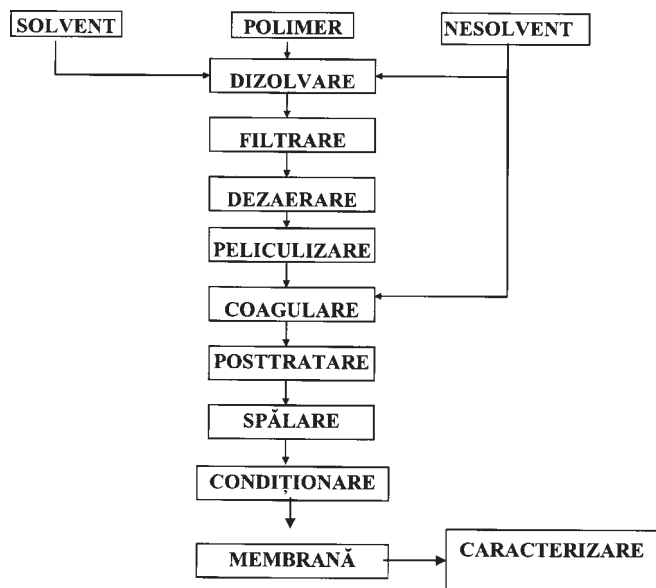 SOLVENT
POLIMER
NESOLVENT
DIZOLVARE
FILTRARE
DEZAERARE
PELICULIZARE
COAGULARE
POSTTRATARE
SPĂLARE
CONDIȚIONARE
MEMBRANĂ
CARACTERIZARE